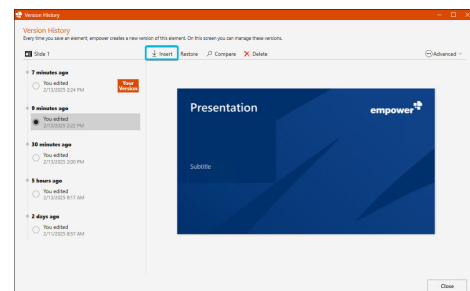 Version History
Version History
Every time you save an element, empower creates a new version of this element. On this screen you can manage these versions.
Slide 1
Insert Restore Compare Delete Advanced
7 minutes ago
You edited
2/13/2025 2:24 PM
Your Version
9 minutes ago
You edited
2/13/2025 2:22 PM
30 minutes ago
You edited
2/13/2025 2:00 PM
5 hours ago
You edited
2/13/2025 9:17 AM
2 days ago
You edited
2/11/2025 8:57 AM
Presentation
empower
Subtitle
Close